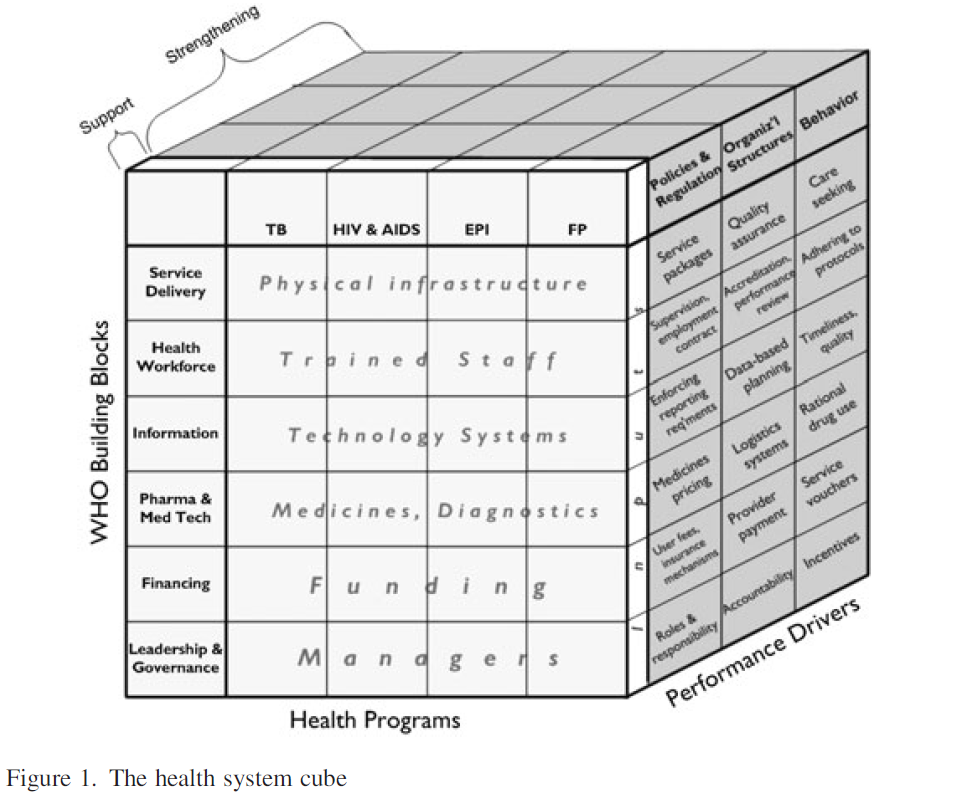 Strengthening
Support
Policies &
Regulation
Organiz'l
Structures
Behavior
TB
HIV & AIDS
EPI
FP
Service
Delivery
Physical infrastructure
Health
Workforce
Trained Staff
Information
Technology Systems
Pharma &
Med Tech
Medicines, Diagnostics
Financing
Funding
Leadership &
Governance
Managers
WHO Building Blocks
Health Programs
Inputs
Service
packages
Quality
assurance
Care
seeking
Supervision,
employment
contract
Accreditation,
performance
review
Adhering to
protocols
Enforcing
reporting
req'ments
Data-based
planning
Timeliness,
quality
Medicines
pricing
Logistics
systems
Rational
drug use
User fees,
insurance
mechanisms
Provider
payment
Service
vouchers
Roles &
responsibility
Accountability
Incentives
Performance Drivers
Figure 1. The health system cube